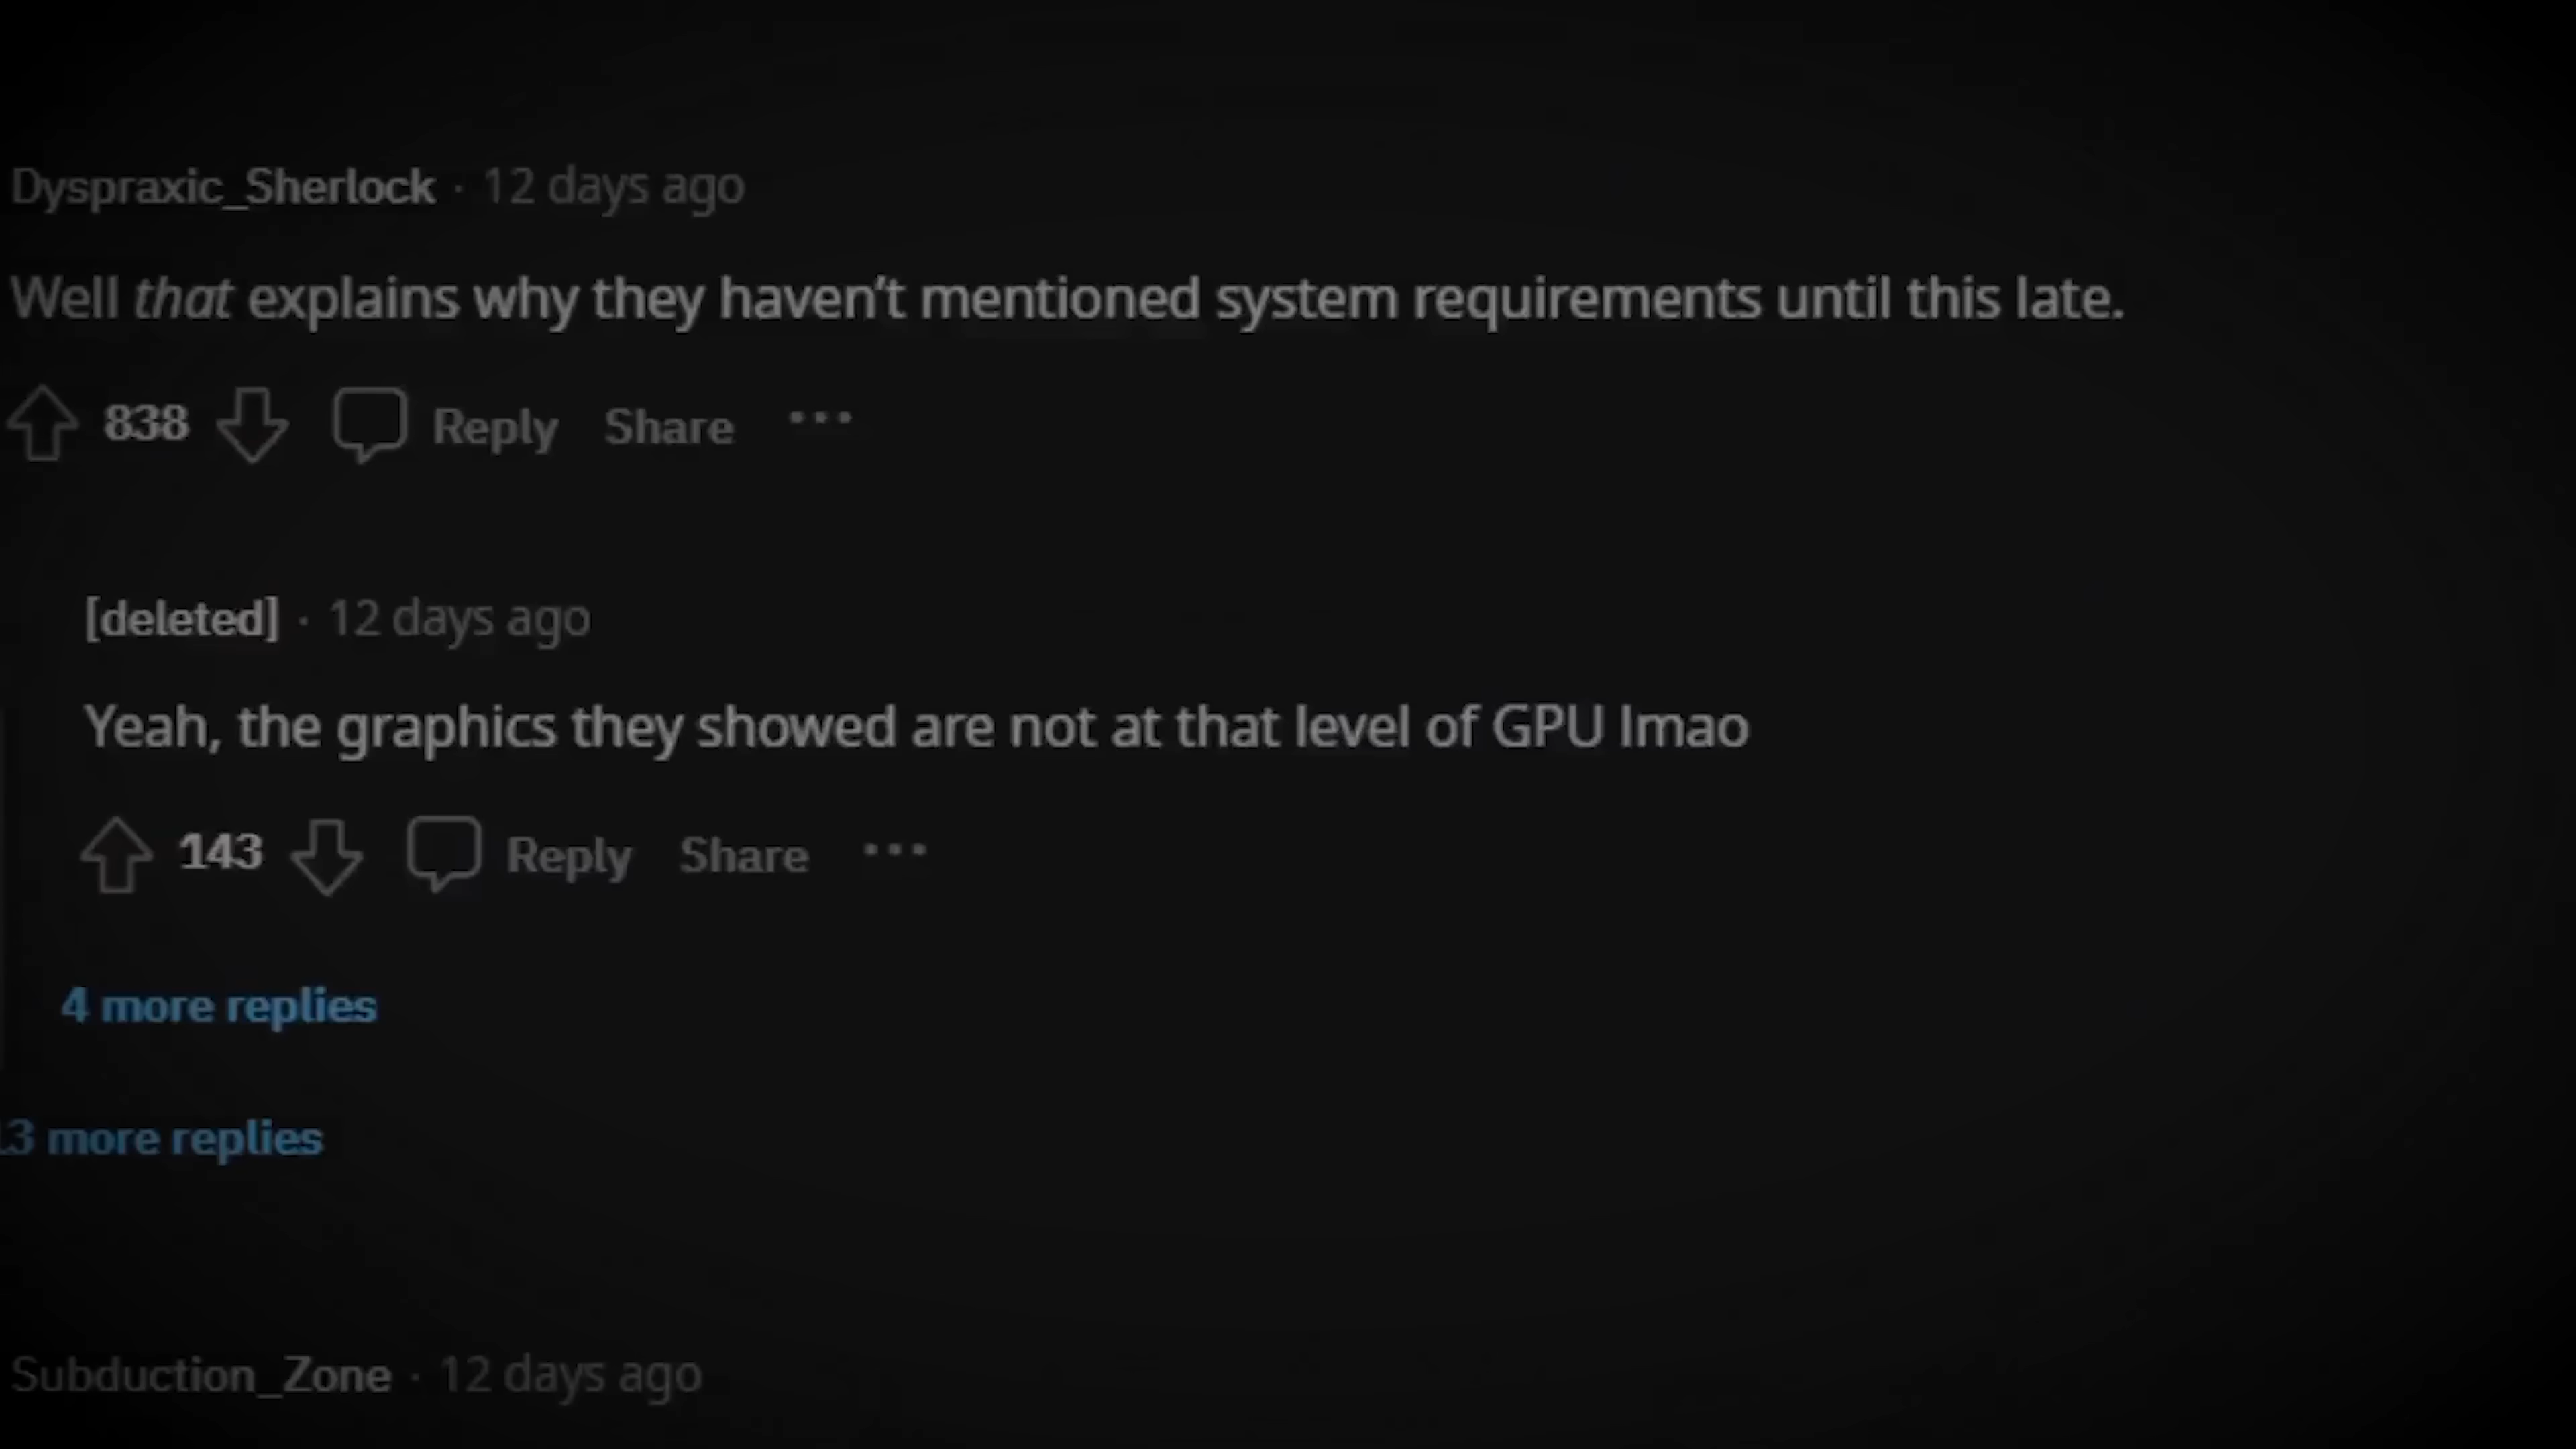 Dyspraxic_Sherlock · 12 days ago
Well that explains why they haven't mentioned system requirements until this late.
838 Reply Share ···
[deleted] · 12 days ago
Yeah, the graphics they showed are not at that level of GPU lmao
143 Reply Share ···
4 more replies
13 more replies
Subduction_Zone · 12 days ago